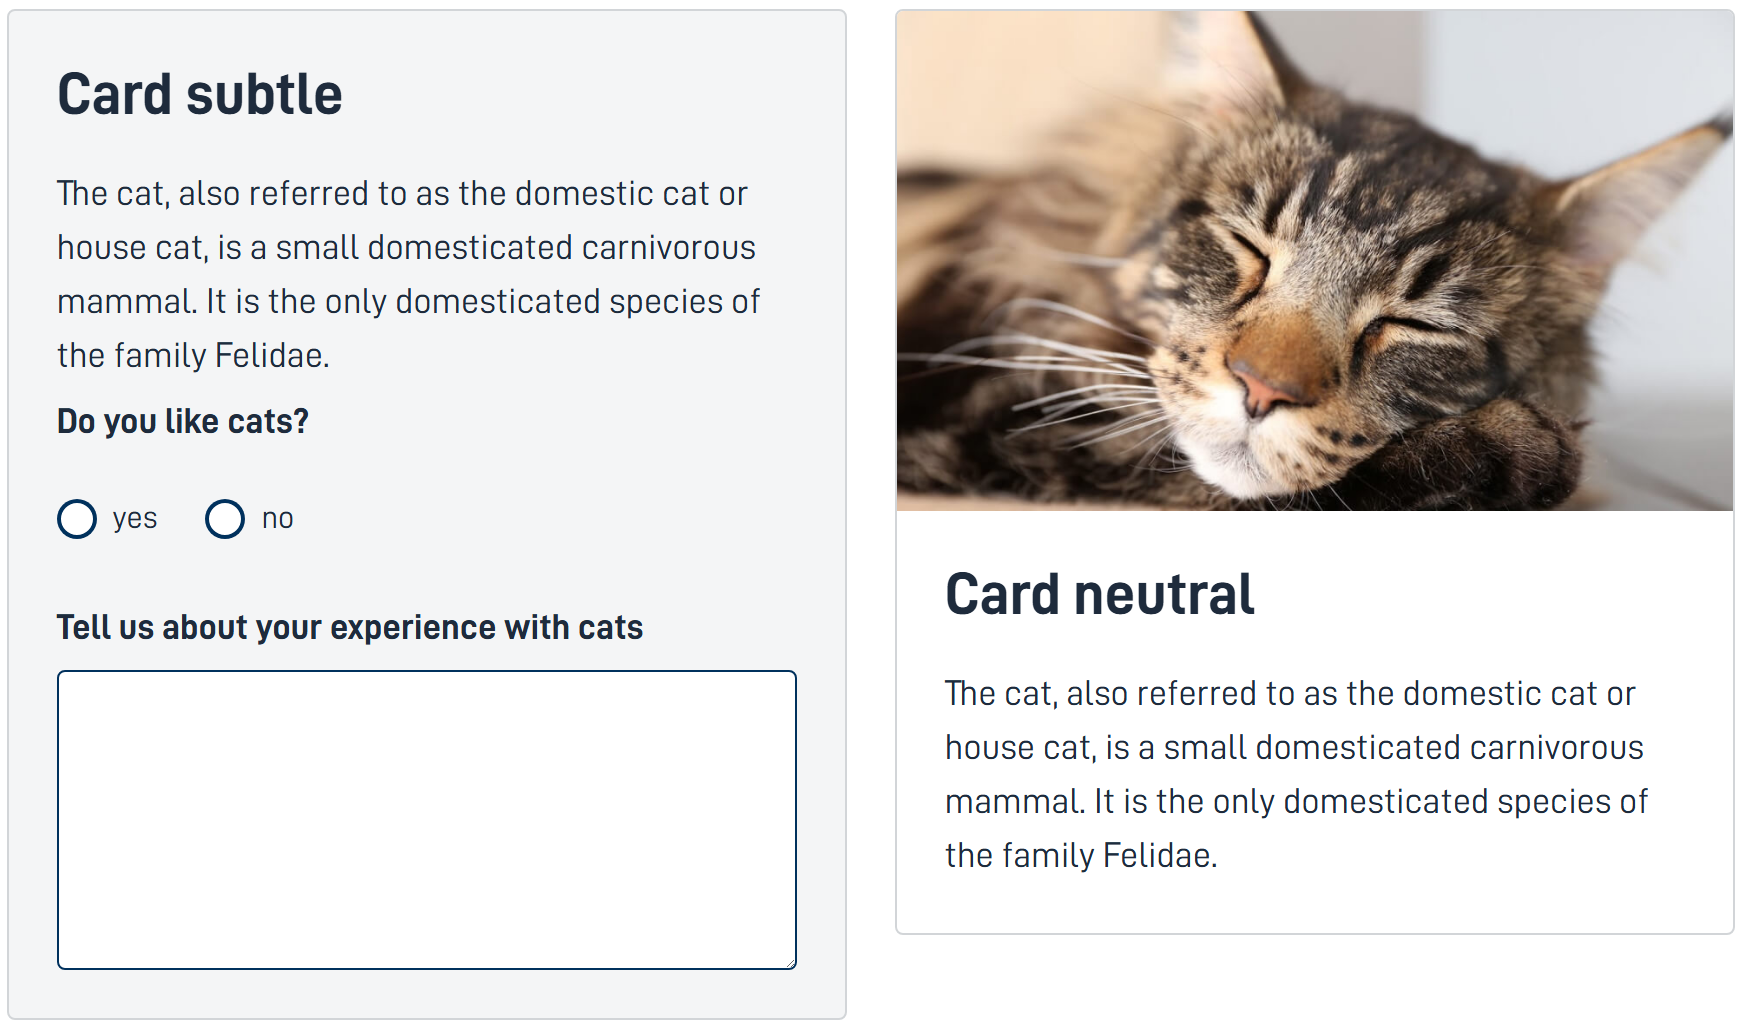 Card subtle
The cat, also referred to as the domestic cat or
house cat, is a small domesticated carnivorous
mammal. It is the only domesticated species of
the family Felidae.
Do you like cats?
yes no
Tell us about your experience with cats
Card neutral
The cat, also referred to as the domestic cat or
house cat, is a small domesticated carnivorous
mammal. It is the only domesticated species of
the family Felidae.